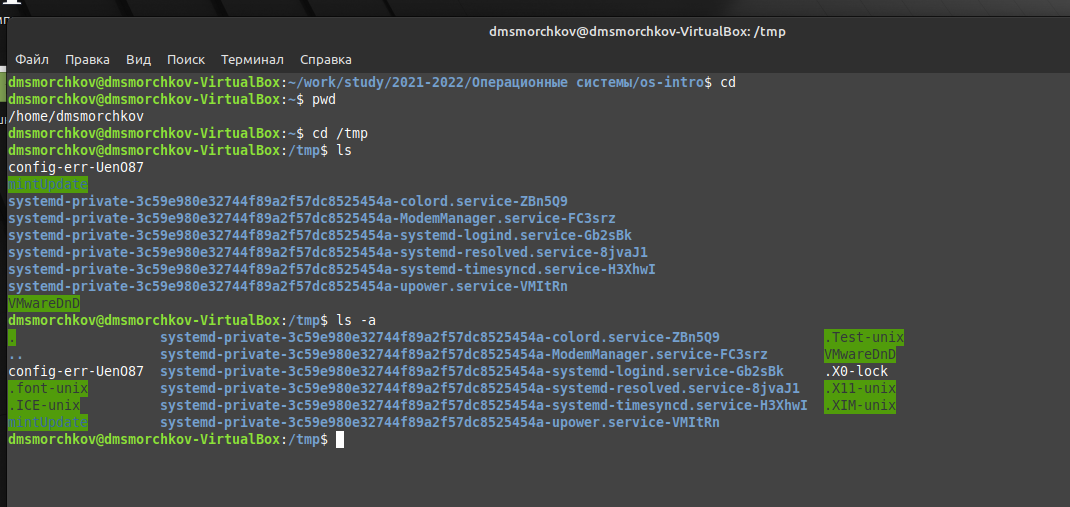 dmsmorchkov@dmsmorchkov-VirtualBox: /tmp
Файл Правка Вид Поиск Терминал Справка
dmsmorchkov@dmsmorchkov-VirtualBox:~/work/study/2021-2022/Операционные системы/os-intro$ cd
dmsmorchkov@dmsmorchkov-VirtualBox:~$ pwd
/home/dmsmorchkov
dmsmorchkov@dmsmorchkov-VirtualBox:~$ cd /tmp
dmsmorchkov@dmsmorchkov-VirtualBox:/tmp$ ls
config-err-UenO87
mintUpdate
systemd-private-3c59e980e32744f89a2f57dc8525454a-colord.service-ZBn5Q9
systemd-private-3c59e980e32744f89a2f57dc8525454a-ModemManager.service-FC3srz
systemd-private-3c59e980e32744f89a2f57dc8525454a-systemd-logind.service-Gb2sBk
systemd-private-3c59e980e32744f89a2f57dc8525454a-systemd-resolved.service-8jvaJ1
systemd-private-3c59e980e32744f89a2f57dc8525454a-systemd-timesyncd.service-H3XhwI
systemd-private-3c59e980e32744f89a2f57dc8525454a-upower.service-VMItRn
VMwareDnD
dmsmorchkov@dmsmorchkov-VirtualBox:/tmp$ ls -a
. systemd-private-3c59e980e32744f89a2f57dc8525454a-colord.service-ZBn5Q9 .Test-unix
.. systemd-private-3c59e980e32744f89a2f57dc8525454a-ModemManager.service-FC3srz VMwareDnD
config-err-UenO87 systemd-private-3c59e980e32744f89a2f57dc8525454a-systemd-logind.service-Gb2sBk .X0-lock
.font-unix systemd-private-3c59e980e32744f89a2f57dc8525454a-systemd-resolved.service-8jvaJ1 .X11-unix
.ICE-unix systemd-private-3c59e980e32744f89a2f57dc8525454a-systemd-timesyncd.service-H3XhwI .XIM-unix
mintUpdate systemd-private-3c59e980e32744f89a2f57dc8525454a-upower.service-VMItRn
dmsmorchkov@dmsmorchkov-VirtualBox:/tmp$